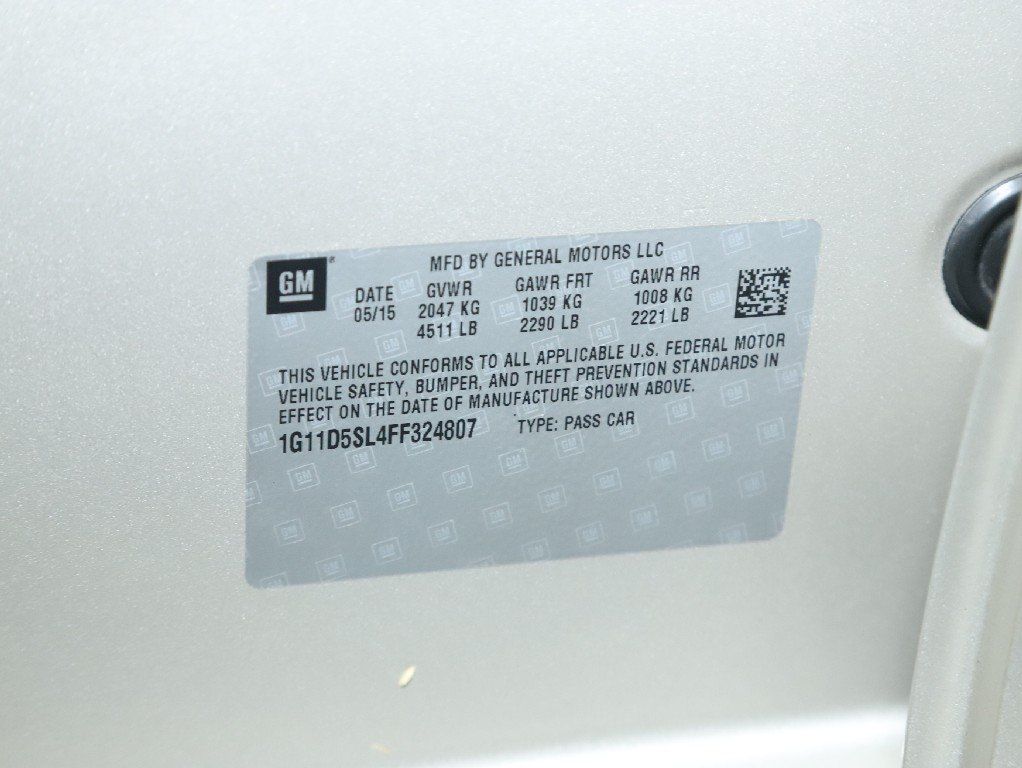 GM®
MFD BY GENERAL MOTORS LLC
DATE GVWR GAWR FRT GAWR RR
05/15 2047 KG 1039 KG 1008 KG
4511 LB 2290 LB 2221 LB
THIS VEHICLE CONFORMS TO ALL APPLICABLE U.S. FEDERAL MOTOR
VEHICLE SAFETY, BUMPER, AND THEFT PREVENTION STANDARDS IN
EFFECT ON THE DATE OF MANUFACTURE SHOWN ABOVE.
1G11D5SL4FF324807 TYPE: PASS CAR